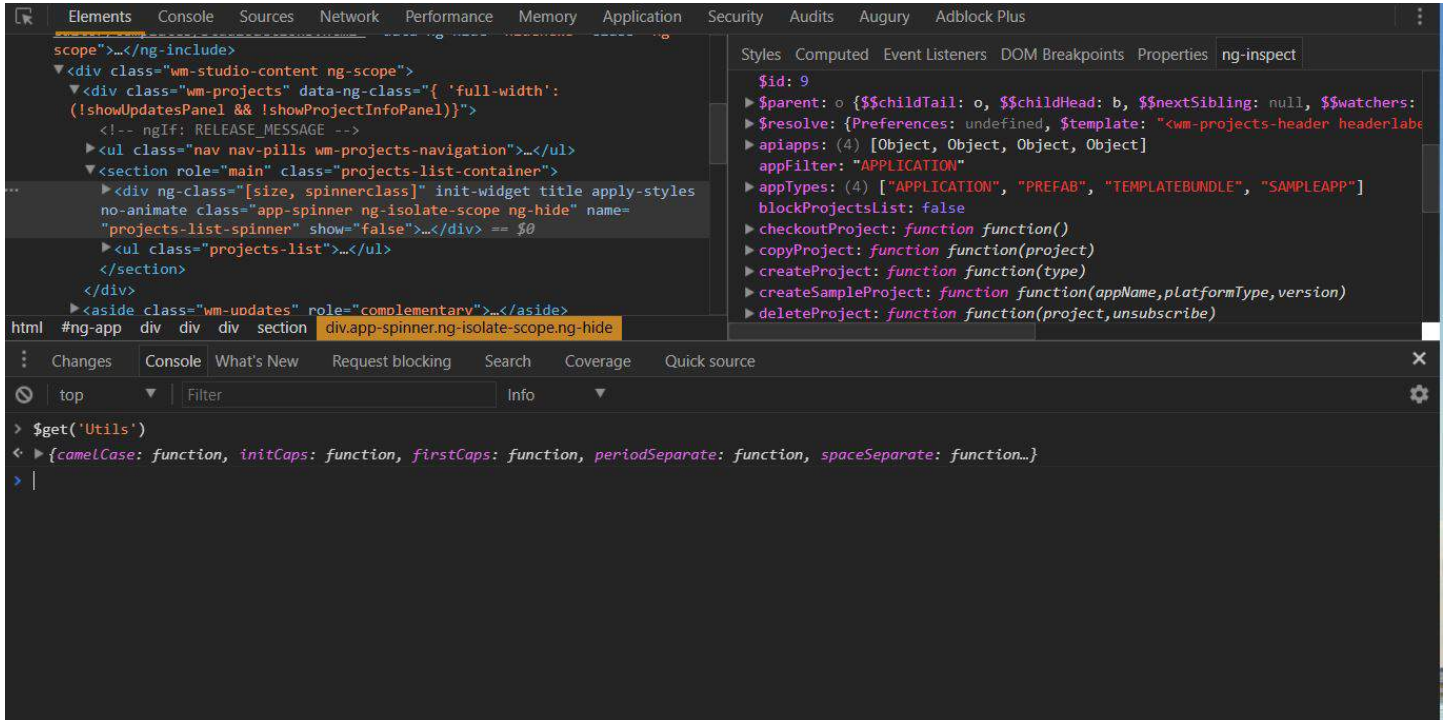 Elements Console Sources Network Performance Memory Application Security Audits Augury Adblock Plus
scope">…</ng-include>
▼<div class="wm-studio-content ng-scope">
▼<div class="wm-projects" data-ng-class="{ 'full-width':
(!showUpdatesPanel && !showProjectInfoPanel)}">
<!-- ngIf: RELEASE_MESSAGE -->
▶<ul class="nav nav-pills wm-projects-navigation">…</ul>
▼<section role="main" class="projects-list-container">
▶<div ng-class="[size, spinnerclass]" init-widget title apply-styles
no-animate class="app-spinner ng-isolate-scope ng-hide" name=
"projects-list-spinner" show="false">…</div> == $0
▶<ul class="projects-list">…</ul>
</section>
</div>
▶<aside class="wm-updates" role="complementary">…</aside>
html #ng-app div div div section div.app-spinner.ng-isolate-scope.ng-hide
Styles Computed Event Listeners DOM Breakpoints Properties ng-inspect
$id: 9
▶$parent: o {$$childTail: o, $$childHead: b, $$nextSibling: null, $$watchers:
▶$resolve: {Preferences: undefined, $template: "<wm-projects-header headerlabe
▶apiapps: (4) [Object, Object, Object, Object]
appFilter: "APPLICATION"
▶appTypes: (4) ["APPLICATION", "PREFAB", "TEMPLATEBUNDLE", "SAMPLEAPP"]
blockProjectsList: false
▶checkoutProject: function function()
▶copyProject: function function(project)
▶createProject: function function(type)
▶createSampleProject: function function(appName,platformType,version)
▶deleteProject: function function(project,unsubscribe)
Changes Console What's New Request blocking Search Coverage Quick source
top ▼ Filter Info ▼
> $get('Utils')
▶{camelCase: function, initCaps: function, firstCaps: function, periodSeparate: function, spaceSeparate: function…}
>